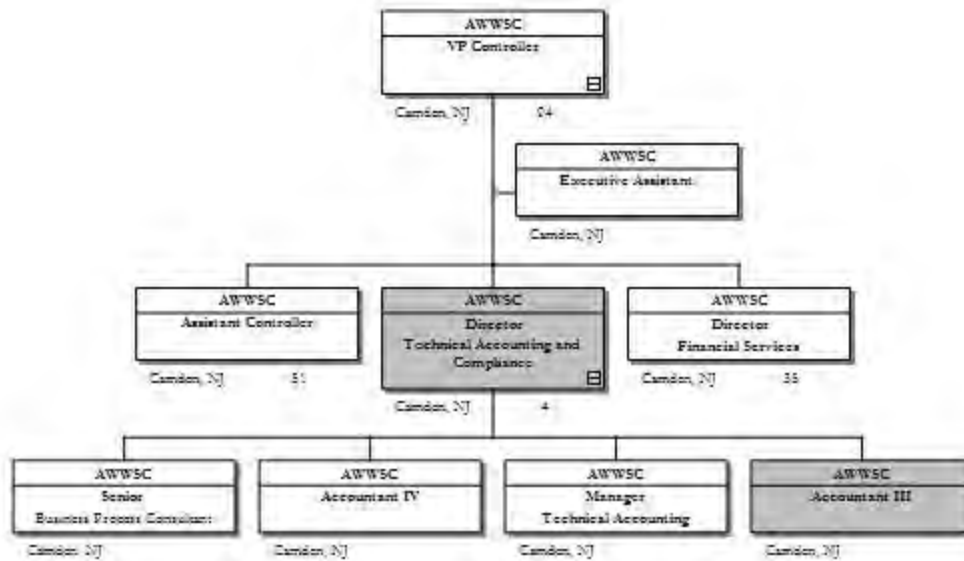 AWWSC
VP Controller
Camden, NJ 94
AWWSC
Executive Assistant
Camden, NJ
AWWSC
Assistant Controller
Camden, NJ 51
AWWSC
Director
Technical Accounting and
Compliance
Camden, NJ 4
AWWSC
Director
Financial Services
Camden, NJ
AWWSC
Senior
Business Process Consultant
Camden, NJ
AWWSC
Accountant IV
Camden, NJ
AWWSC
Manager
Technical Accounting
Camden, NJ
AWWSC
Accountant III
Camden, NJ